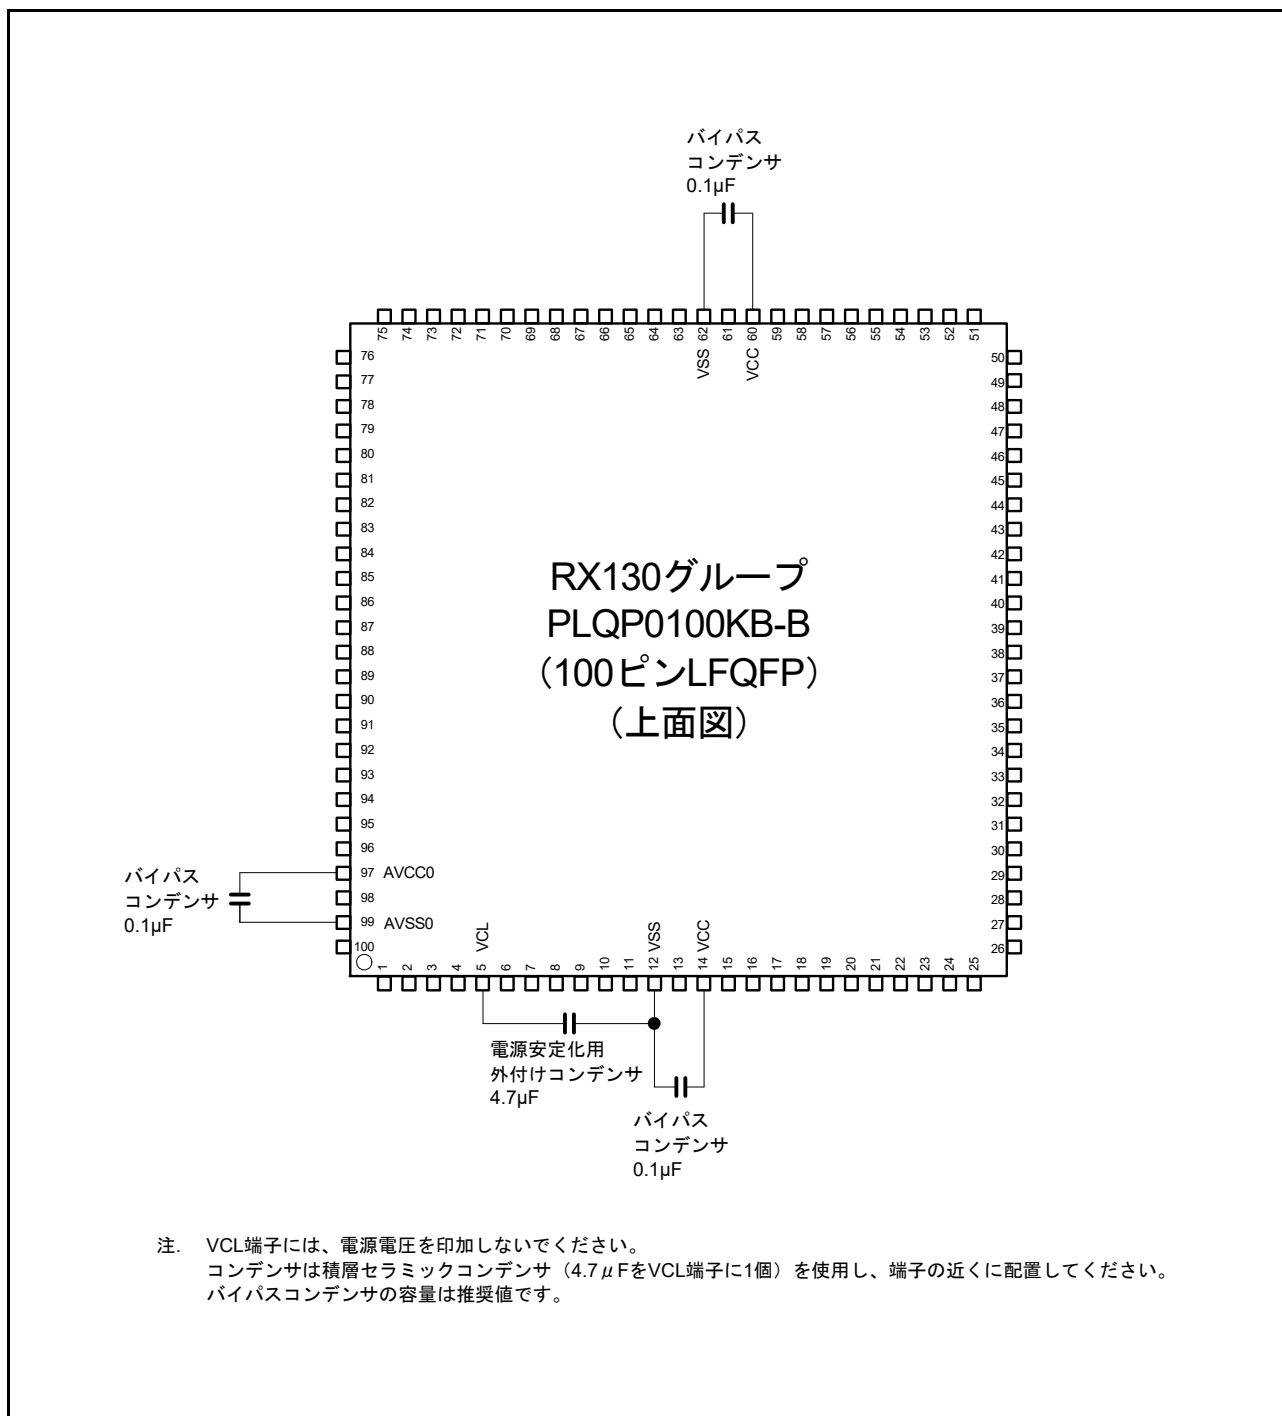 バイパス
コンデンサ
0.1µF
75 74 73 72 71 70 69 68 67 66 65 64 63 62 61 60 59 58 57 56 55 54 53 52 51
VSS VCC
76
77
78
79
80
81
82
83
84
85
86
87
88
89
90
91
92
93
94
95
96
97 AVCC0
98
99 AVSS0
100
50
49
48
47
46
45
44
43
42
41
40
39
38
37
36
35
34
33
32
31
30
29
28
27
26
RX130グループ
PLQP0100KB-B
（100ピンLFQFP）
（上面図）
バイパス
コンデンサ
0.1µF
VCL VSS VCC
1 2 3 4 5 6 7 8 9 10 11 12 13 14 15 16 17 18 19 20 21 22 23 24 25
電源安定化用
外付けコンデンサ
4.7µF
バイパス
コンデンサ
0.1µF
注. VCL端子には、電源電圧を印加しないでください。
コンデンサは積層セラミックコンデンサ（4.7μFをVCL端子に1個）を使用し、端子の近くに配置してください。
バイパスコンデンサの容量は推奨値です。